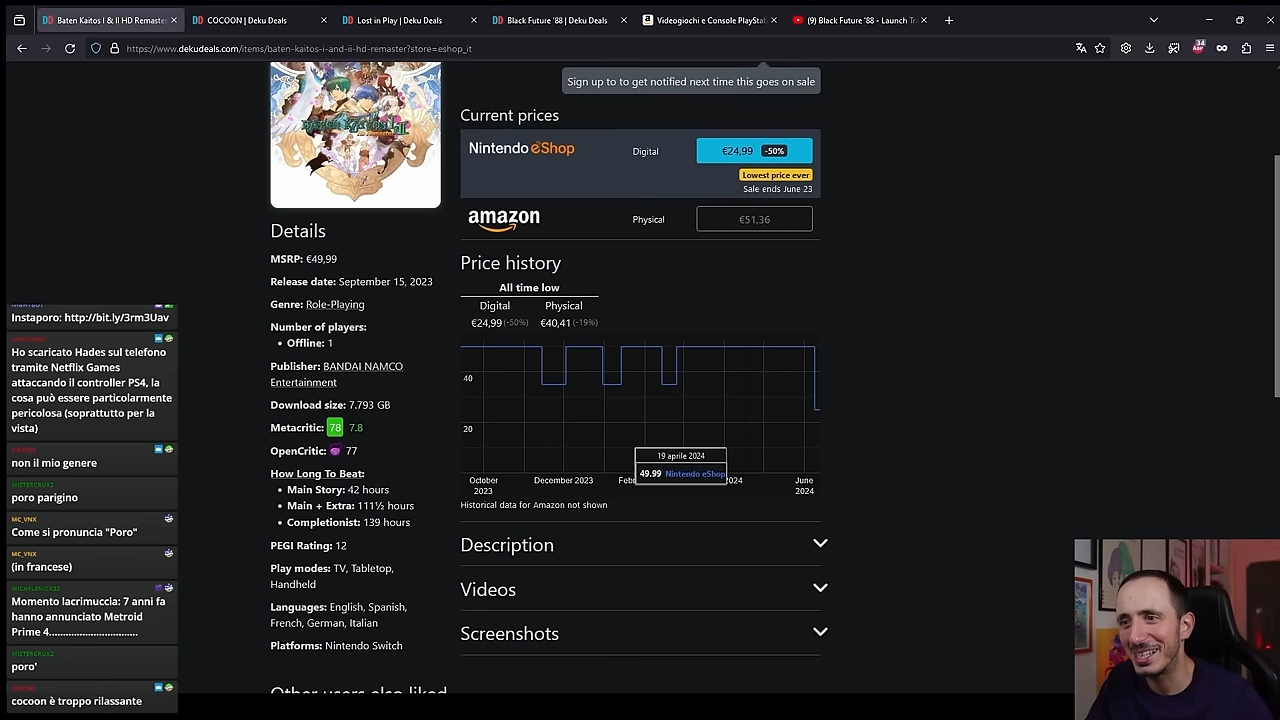 Baten Kaitos I & II HD Remaster
COCOON | Deku Deals
Lost in Play | Deku Deals
Black Future '88 | Deku Deals
Videogiochi e Console PlayStati
(9) Black Future '88 - Launch Tr
https://www.dekudeals.com/items/baten-kaitos-i-and-ii-hd-remaster?store=eshop_it
Sign up to to get notified next time this goes on sale
Current prices
Nintendo eShop
Digital
€24,99 -50%
Lowest price ever
Sale ends June 23
amazon
Physical
€51,36
Details
MSRP: €49,99
Release date: September 15, 2023
Genre: Role-Playing
Number of players:
• Offline: 1
Publisher: BANDAI NAMCO
Entertainment
Download size: 7.793 GB
Metacritic: 78 7.8
OpenCritic: 77
How Long To Beat:
• Main Story: 42 hours
• Main + Extra: 111½ hours
• Completionist: 139 hours
PEGI Rating: 12
Play modes: TV, Tabletop,
Handheld
Languages: English, Spanish,
French, German, Italian
Platforms: Nintendo Switch
Other users also liked
Price history
All time low
Digital Physical
€24,99 (-50%) €40,41 (-19%)
40
20
19 aprile 2024
49.99 Nintendo eShop
October
2023
December 2023
2024
June
2024
Historical data for Amazon not shown
Description
Videos
Screenshots
Instaporo: http://bit.ly/3rm3Uav
Ho scaricato Hades sul telefono
tramite Netflix Games
attaccando il controller PS4, la
cosa può essere particolarmente
pericolosa (soprattutto per la
vista)
non il mio genere
MISTERCRUX2
poro parigino
MC_VNX
Come si pronuncia "Poro"
MC_VNX
(in francese)
Momento lacrimuccia: 7 anni fa
hanno annunciato Metroid
Prime 4..............................
MISTERCRUX2
poro'
cocoon è troppo rilassante